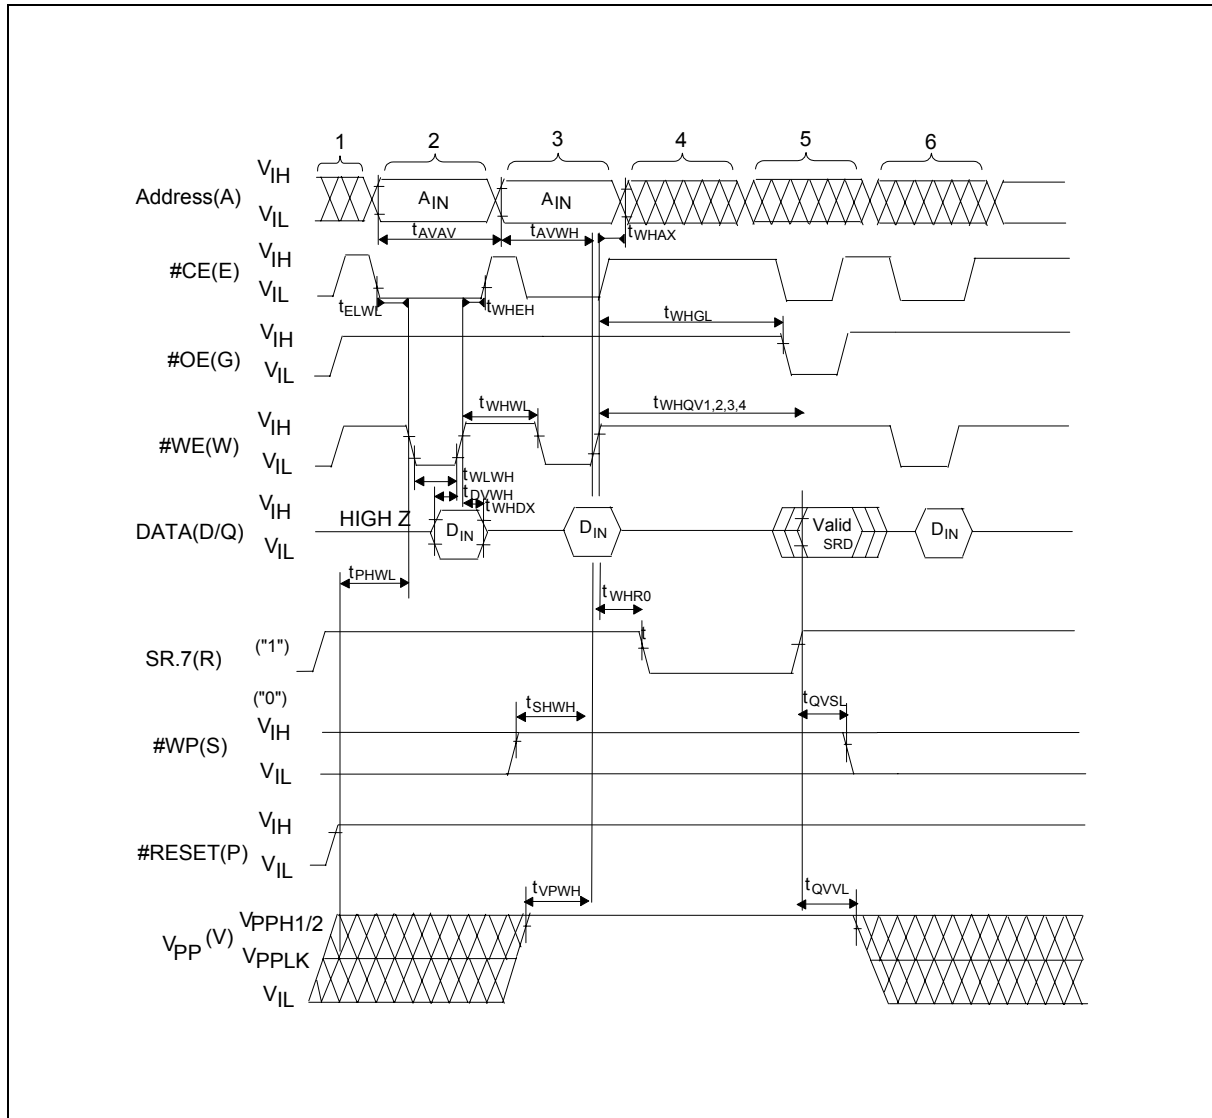 1 2 3 4 5 6
VIH
Address(A) AIN AIN
VIL
tAVAV tAVWH tWHAX
VIH
#CE(E)
VIL
tELWL tWHEH
tWHGL
VIH
#OE(G)
VIL
tWHWL tWHQV1,2,3,4
VIH
#WE(W)
VIL
tWLWH
tDVWH
tWHDX
VIH
HIGH Z
DATA(D/Q) DIN DIN Valid SRD DIN
VIL
tPHWL
tWHR0
("1") t
SR.7(R)
("0")
tSHWH tQVSL
VIH
#WP(S)
VIL
VIH
#RESET(P)
VIL
tVPWH tQVVL
VPPH1/2
VPP (V)
VPPLK
VIL